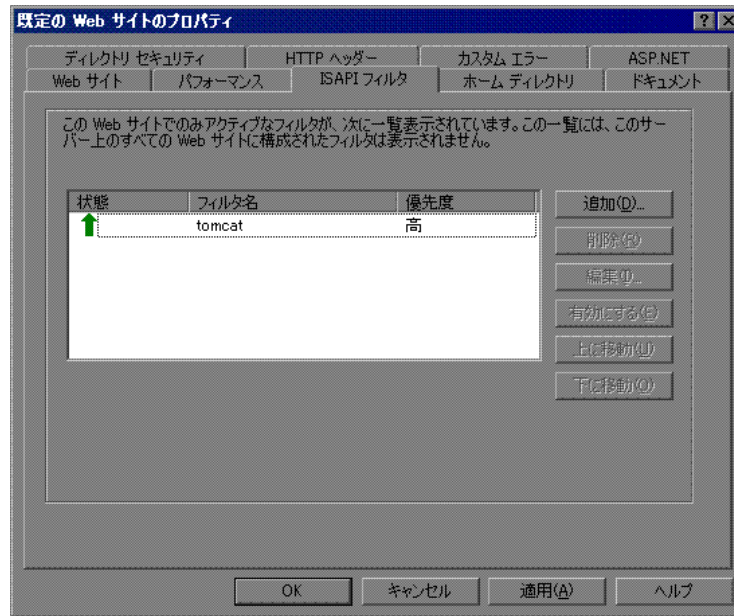 既定の Web サイトのプロパティ
ディレクトリ セキュリティ HTTP ヘッダー カスタム エラー ASP.NET
Web サイト パフォーマンス ISAPI フィルタ ホーム ディレクトリ ドキュメント
この Web サイトでのみアクティブなフィルタが、次に一覧表示されています。この一覧には、このサー
バー上のすべての Web サイトに構成されたフィルタは表示されません。
状態 フィルタ名 優先度
tomcat 高
追加(D)...
削除(R)
編集(I)...
有効にする(E)
上に移動(U)
下に移動(O)
OK キャンセル 適用(A) ヘルプ